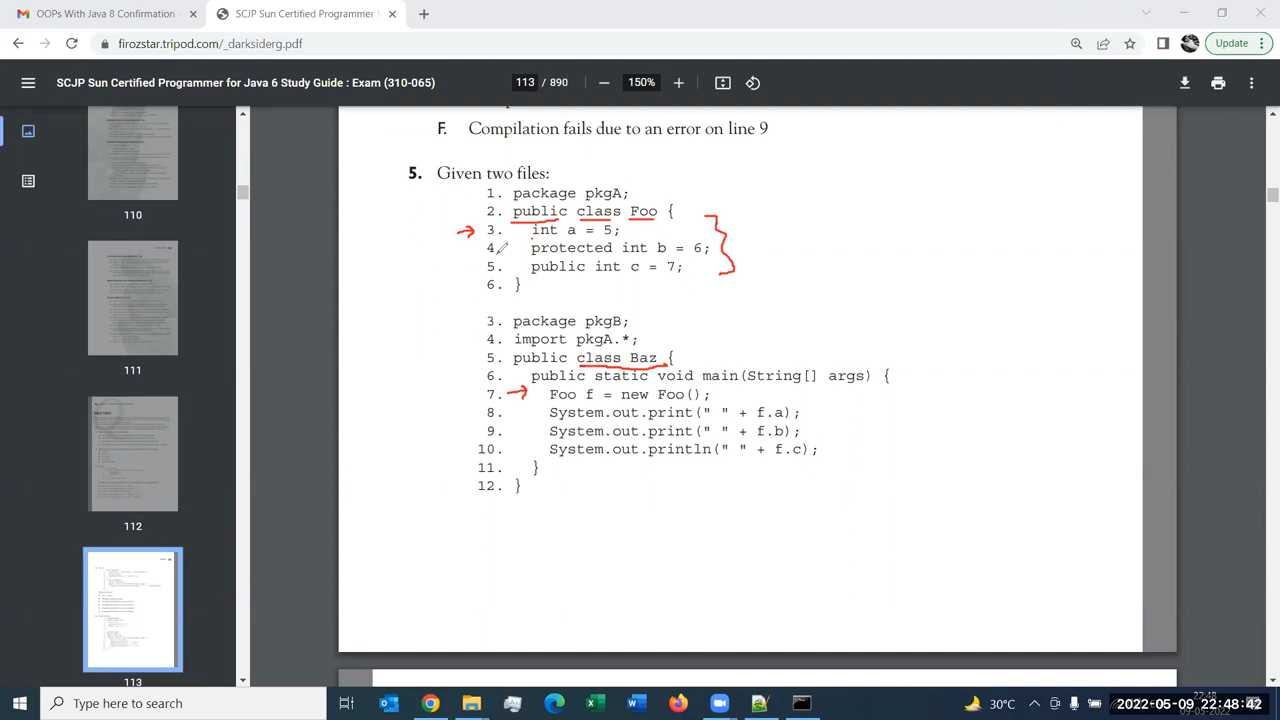 OOPs With Java 8 Confirmation
SCJP Sun Certified Programmer f
firozstar.tripod.com/_darksiderg.pdf
Update
SCJP Sun Certified Programmer for Java 6 Study Guide : Exam (310-065)
113 / 890
150%
110
111
112
113
F. Compilation fails due to an error on line 9
5. Given two files:
1. package pkgA;
2. public class Foo {
3. int a = 5;
4. protected int b = 6;
5. public int c = 7;
6. }
3. package pkgB;
4. import pkgA.*;
5. public class Baz {
6. public static void main(String[] args) {
7. Foo f = new Foo();
8. System.out.print(" " + f.a);
9. System.out.print(" " + f.b);
10. System.out.println(" " + f.c);
11. }
12. }
Type here to search
30°C
22:48
2022-05-09 22:48:42